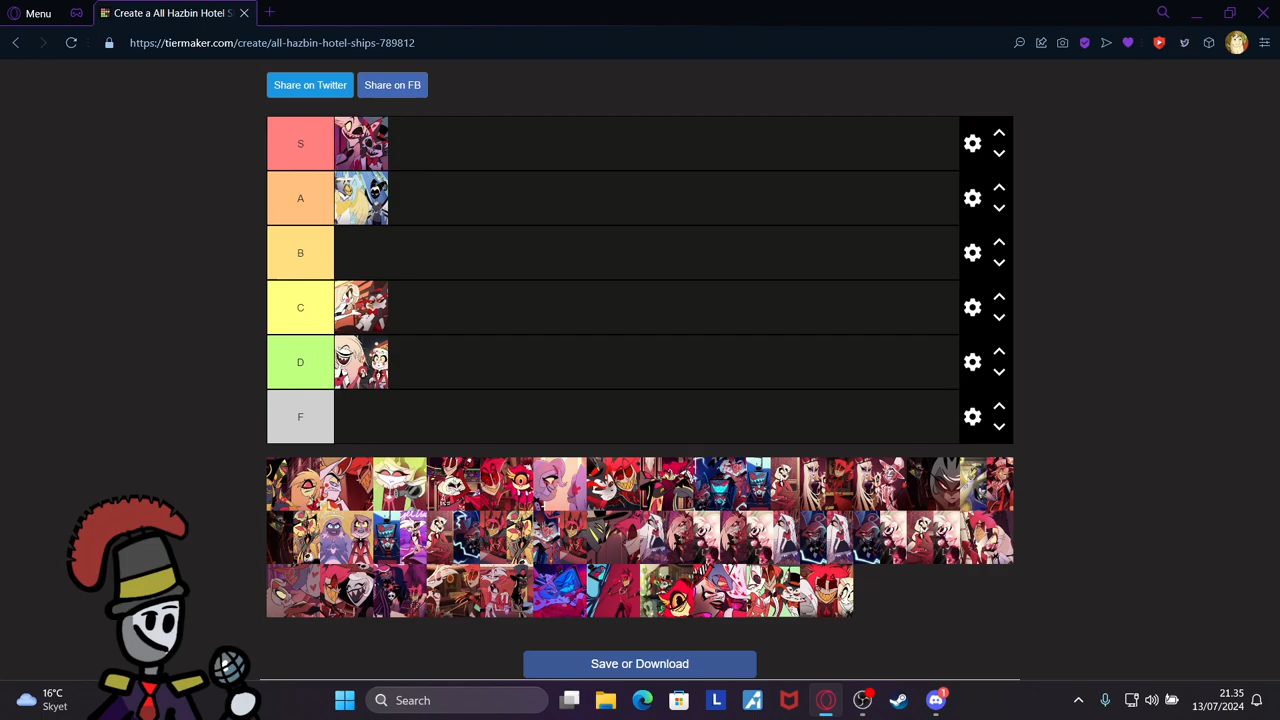 Menu
Create a All Hazbin Hotel S
https://tiermaker.com/create/all-hazbin-hotel-ships-789812
Share on Twitter
Share on FB
S
A
B
C
D
F
Save or Download
16°C
Skyet
Search
L
1
21.35
13/07/2024